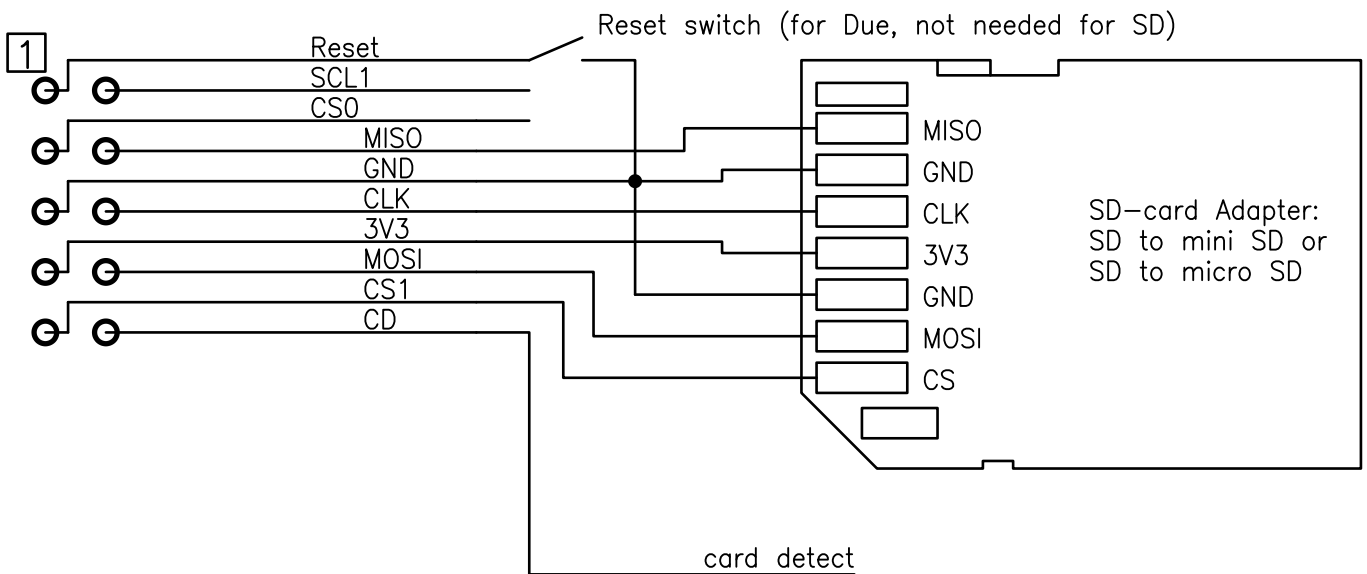 Reset switch (for Due, not needed for SD)
1
Reset
SCL1
CS0
MISO
GND
CLK
3V3
MOSI
CS1
CD
MISO
GND
CLK
3V3
GND
MOSI
CS
SD-card Adapter:
SD to mini SD or
SD to micro SD
card detect